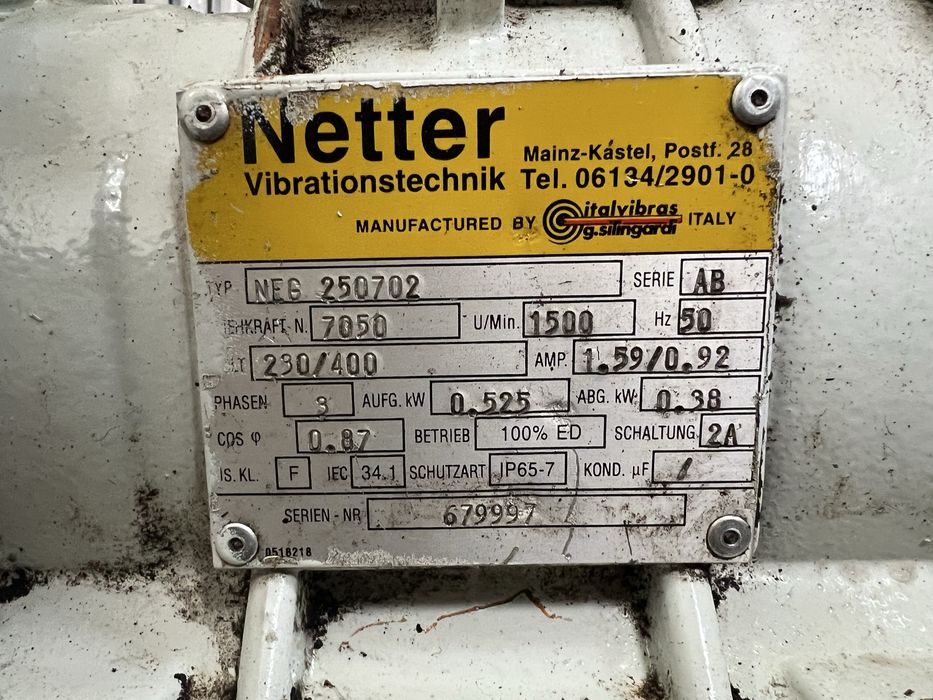 Netter
Mainz-Kastel, Postf. 28
Vibrationstechnik Tel. 06134/2901-0
MANUFACTURED BY italvibras g.silingardi ITALY
TYP NEG 250702 SERIE AB
N. 7050 U/Min. 1500 Hz 50
230/400 AMP 1.59/0.92
PHASEN 3 AUFG. kW 0.525 ABG. kW 0.38
COS φ 0.87 BETRIEB 100% ED SCHALTUNG 2A
IS. KL. F IEC 34.1 SCHUTZART IP65-7 KOND. µF /
SERIEN - NR 679997
0518218